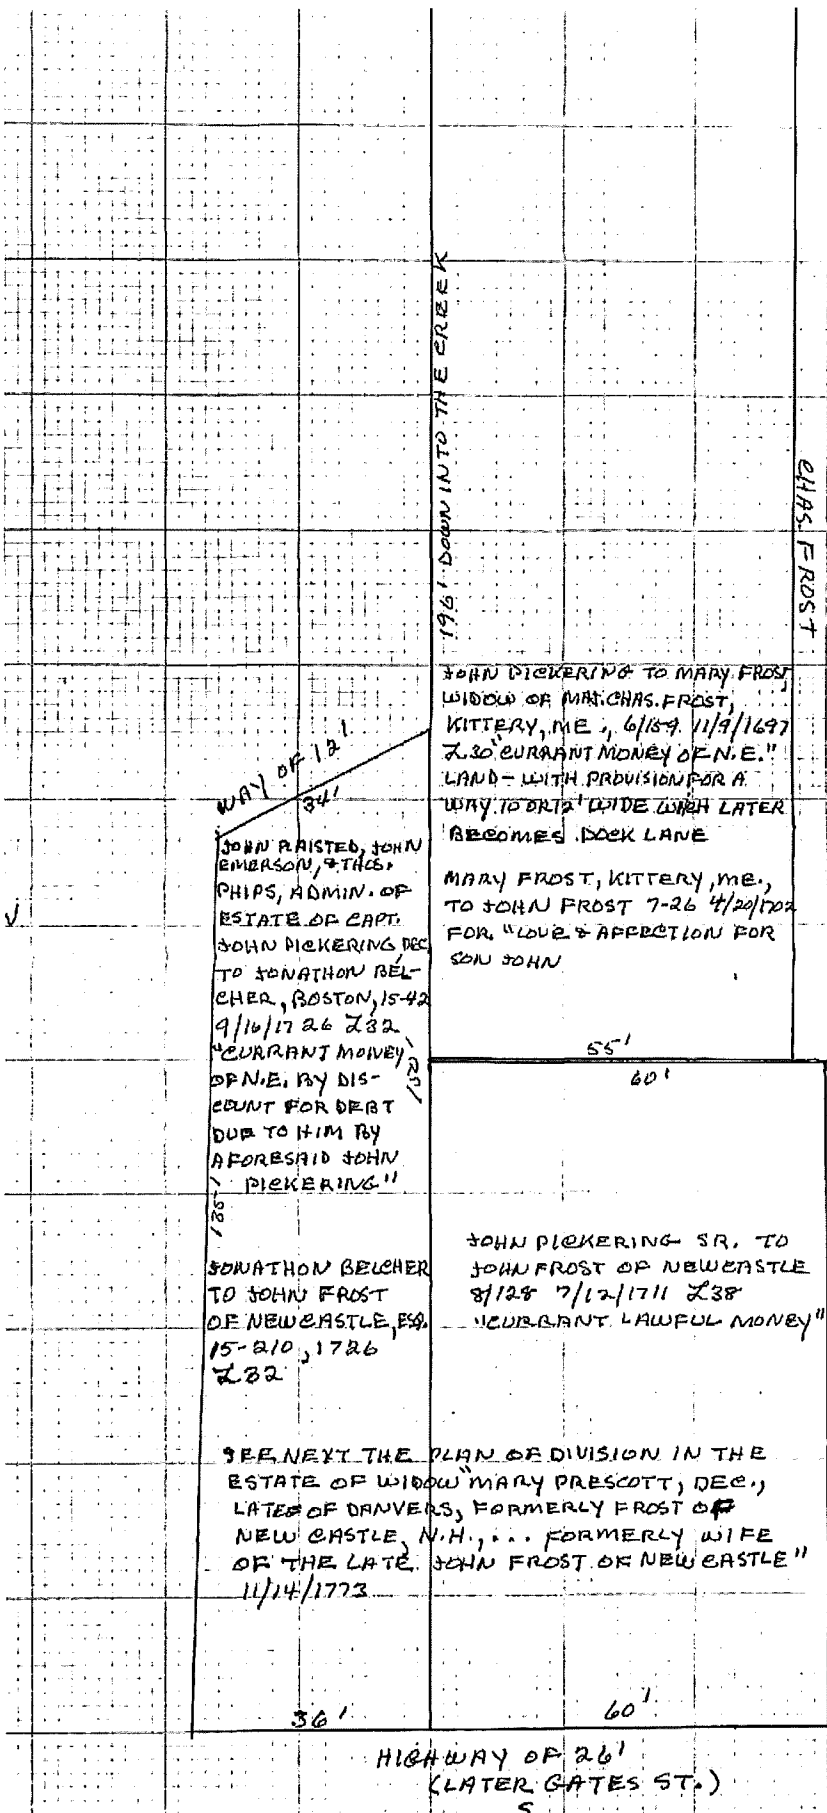 196' DOWN INTO THE CREEK
CHAS. FROST
JOHN PICKERING TO MARY FROST,
WIDOW OF MAJ. CHAS. FROST,
KITTERY, ME., 6/159 11/9/1697
£30 "CURRANT MONEY OF N.E."
LAND – WITH PROVISION FOR A
WAY 10 OR 12' WIDE WHICH LATER
BECOMES DOCK LANE
MARY FROST, KITTERY, ME.,
TO JOHN FROST 7-26 4/20/1702
FOR "LOVE & AFFECTION FOR
SON JOHN
WAY OF 12'
34'
JOHN PLAISTED, JOHN
EMERSON, & THOS.
PHIPS, ADMIN. OF
ESTATE OF CAPT.
JOHN PICKERING, DEC.
TO JONATHON BEL-
CHER, BOSTON, 15-42
9/16/1726 £32
"CURRANT MONEY
OF N.E. BY DIS-
COUNT FOR DEBT
DUE TO HIM BY
AFORESAID JOHN
PICKERING"
55'
60'
JONATHON BELCHER
TO JOHN FROST
OF NEWCASTLE, ESQ.
15-210, 1726
£32
JOHN PICKERING SR. TO
JOHN FROST OF NEWCASTLE
8/128 7/12/1711 £38
"CURRANT LAWFUL MONEY"
SEE NEXT THE PLAN OF DIVISION IN THE
ESTATE OF WIDOW "MARY PRESCOTT, DEC.,
LATE OF DANVERS, FORMERLY FROST OF
NEW CASTLE, N.H., ... FORMERLY WIFE
OF THE LATE JOHN FROST OF NEW CASTLE"
11/14/1773
36'
60'
HIGHWAY OF 26'
(LATER GATES ST.)
S